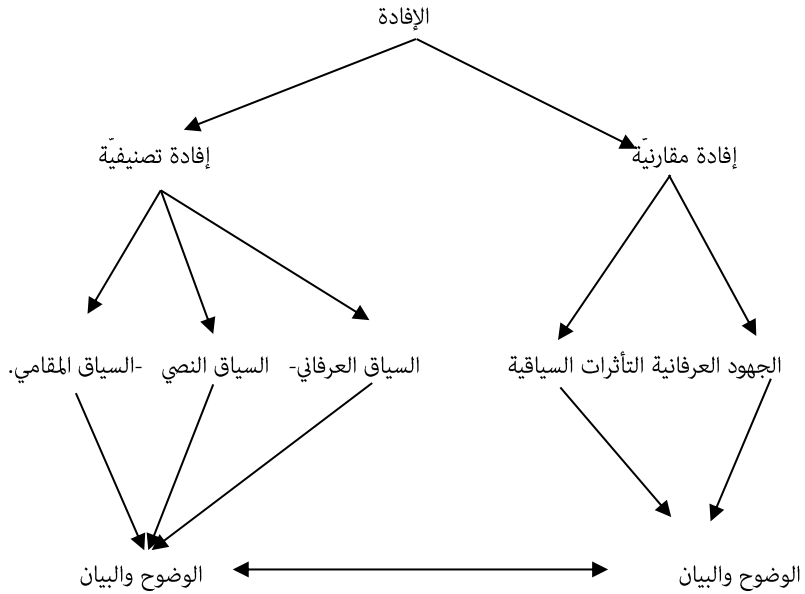 الإفادة
إفادة مقارنيّة
إفادة تصنيفيّة
الجهود العرفانية التأثرات السياقية
السياق العرفاني-
السياق النصي
-السياق المقامي.
الوضوح والبيان
الوضوح والبيان